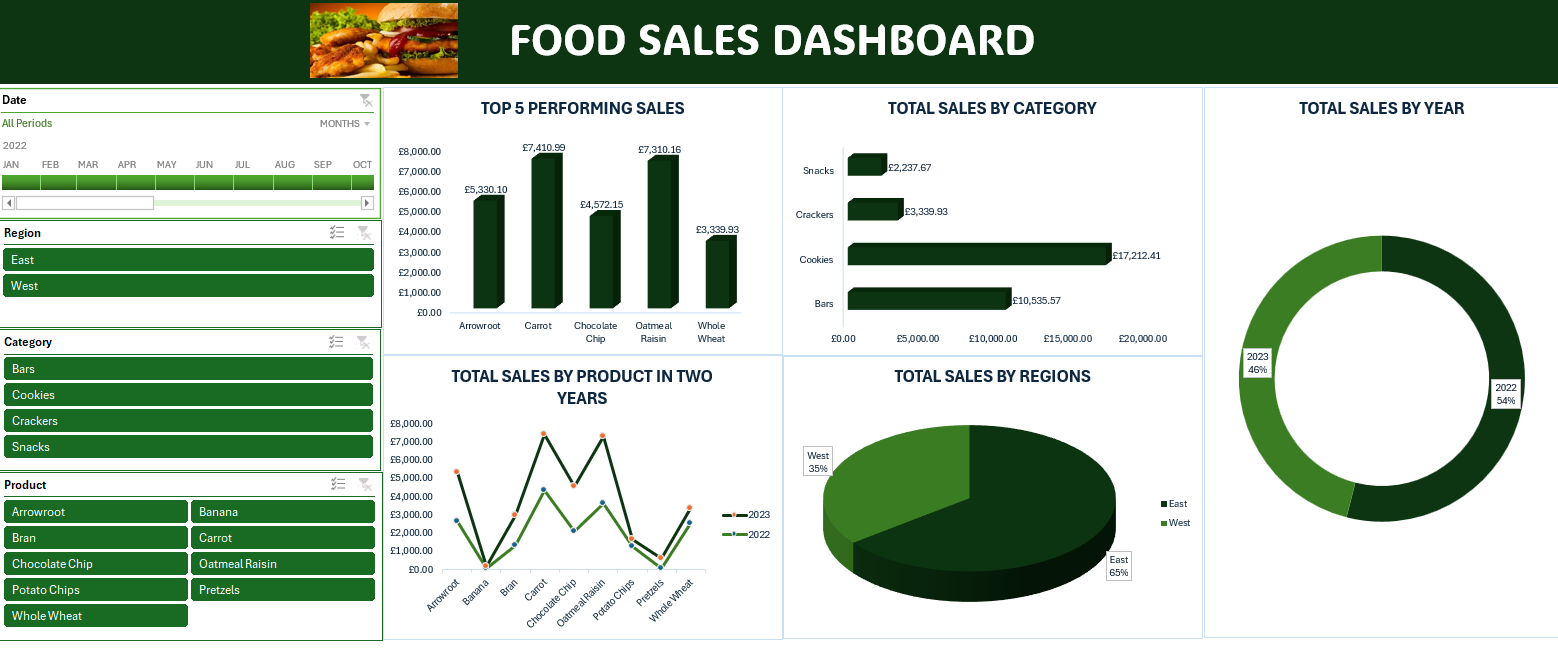 FOOD SALES DASHBOARD
Date
All Periods
MONTHS
2022
JAN FEB MAR APR MAY JUN JUL AUG SEP OCT
Region
East
West
Category
Bars
Cookies
Crackers
Snacks
Product
Arrowroot Banana
Bran Carrot
Chocolate Chip Oatmeal Raisin
Potato Chips Pretzels
Whole Wheat
TOP 5 PERFORMING SALES
£8,000.00
£7,000.00
£6,000.00
£5,000.00
£4,000.00
£3,000.00
£2,000.00
£1,000.00
£0.00
£5,330.10
£7,410.99
£4,572.15
£7,310.16
£3,339.93
Arrowroot
Carrot
Chocolate
Chip
Oatmeal
Raisin
Whole
Wheat
TOTAL SALES BY CATEGORY
Snacks £2,237.67
Crackers £3,339.93
Cookies £17,212.41
Bars £10,535.57
£0.00 £5,000.00 £10,000.00 £15,000.00 £20,000.00
TOTAL SALES BY YEAR
2023
46%
2022
54%
TOTAL SALES BY PRODUCT IN TWO
YEARS
£8,000.00
£7,000.00
£6,000.00
£5,000.00
£4,000.00
£3,000.00
£2,000.00
£1,000.00
£0.00
Arrowroot
Banana
Bran
Carrot
Chocolate Chip
Oatmeal Raisin
Potato Chips
Pretzels
Whole Wheat
2023
2022
TOTAL SALES BY REGIONS
West
35%
East
65%
East
West